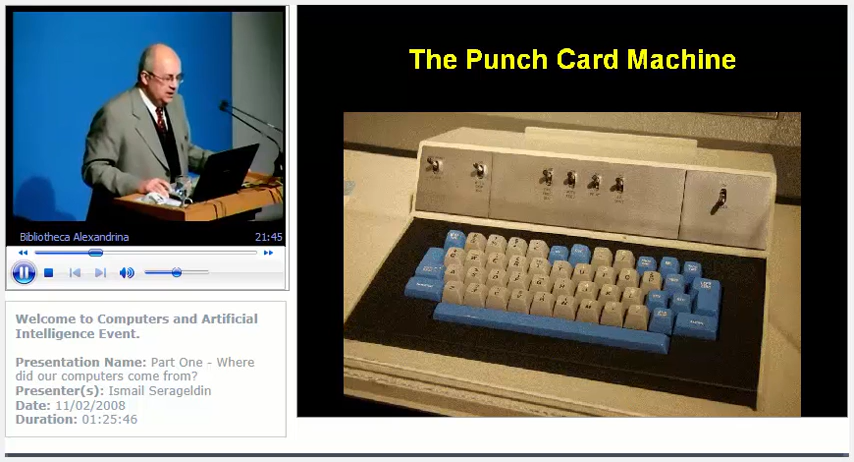 The Punch Card Machine
Bibliotheca Alexandrina
21:45
Welcome to Computers and Artificial
Intelligence Event.
Presentation Name: Part One - Where
did our computers come from?
Presenter(s): Ismail Serageldin
Date: 11/02/2008
Duration: 01:25:46